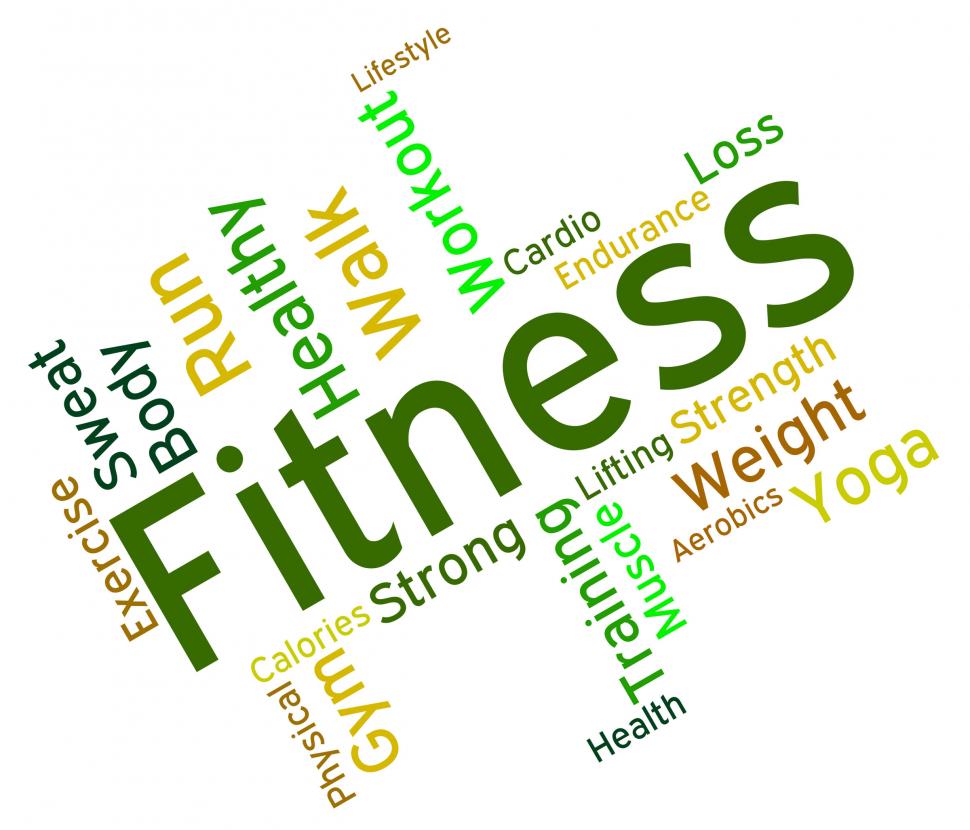 Lifestyle
Workout
Loss
Cardio
Endurance
Walk
Healthy
Run
Body
Sweat
Fitness
Exercise
Strength
Lifting
Weight
Yoga
Aerobics
Strong
Training
Muscle
Calories
Gym
Physical
Health